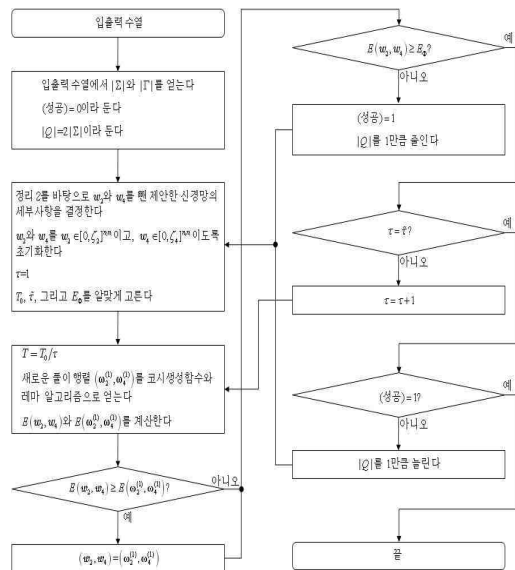 입출력 수열
입출력 수열에서 |Σ|와 |Γ|를 얻는다
(성공)=0이라 둔다
|Q|=2|Σ|이라 둔다
정리 2를 바탕으로 w₂와 w₄를 뺀 제안한 신경망의
세부사항을 결정한다
w₂와 w₄를 w₂∈[0,ζ₂]ⁿᵐ이고, w₄∈[0,ζ₄]ⁿᵐ이도록
초기화한다
τ=1
T₀, τ̂, 그리고 E_Φ를 알맞게 고른다
T=T₀/τ
새로운 풀이 행렬 (ω₂⁽¹⁾,ω₄⁽¹⁾)를 코시생성함수와
레마 알고리즘으로 얻는다
E(w₂,w₄)와 E(ω₂⁽¹⁾,ω₄⁽¹⁾)를 계산한다
E(w₂,w₄)≥E(ω₂⁽¹⁾,ω₄⁽¹⁾)?
아니오
예
(w₂,w₄)=(ω₂⁽¹⁾,ω₄⁽¹⁾)
E(w₂,w₄)≥E_Φ?
예
아니오
(성공)=1
|Q|를 1만큼 줄인다
τ=τ̂?
예
아니오
τ=τ+1
(성공)=1?
예
아니오
|Q|를 1만큼 늘린다
끝